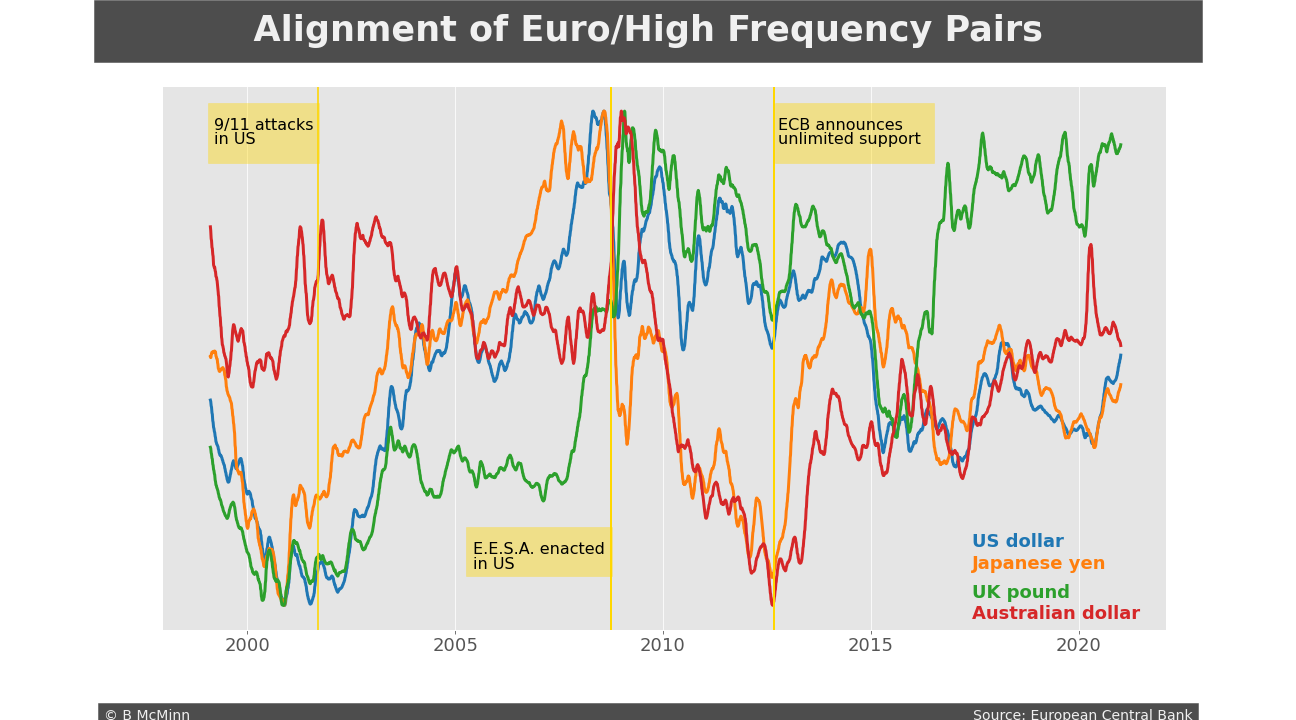 Alignment of Euro/High Frequency Pairs
9/11 attacks
in US
ECB announces
unlimited support
E.E.S.A. enacted
in US
US dollar
Japanese yen
UK pound
Australian dollar
2000 2005 2010 2015 2020
© B McMinn Source: European Central Bank